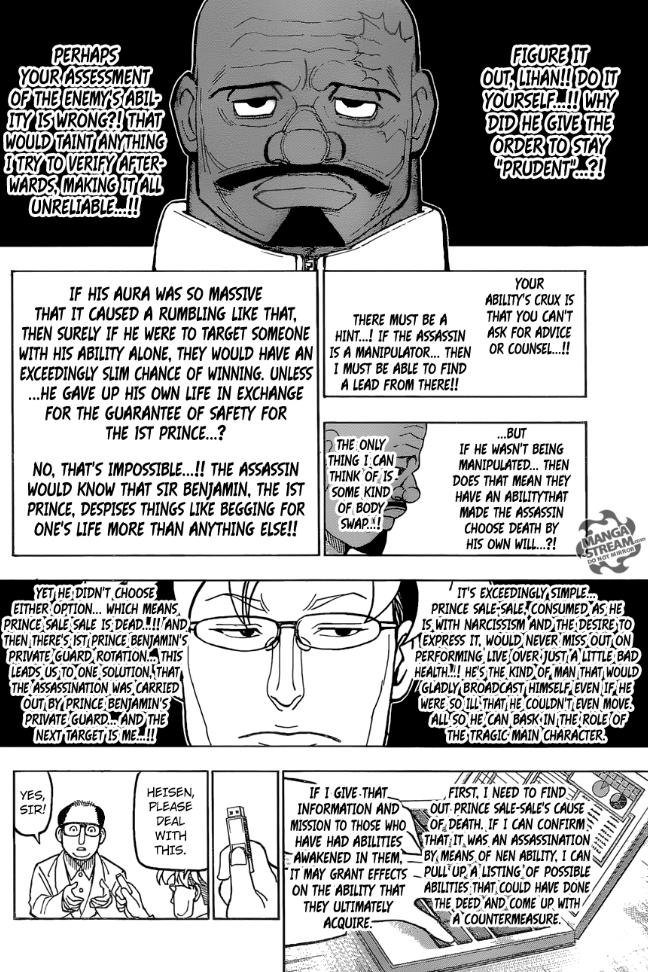 FIGURE IT
OUT, LIHAN!! DO IT
YOURSELF...!! WHY
DID HE GIVE THE
ORDER TO STAY
"PRUDENT"...?!
PERHAPS
YOUR ASSESSMENT
OF THE ENEMY'S ABIL-
ITY IS WRONG?! THAT
WOULD TAINT ANYTHING
I TRY TO VERIFY AFTER-
WARDS, MAKING IT ALL
UNRELIABLE...!!
YOUR
ABILITY'S CRUX IS
THAT YOU CAN'T
ASK FOR ADVICE
OR COUNSEL...!!
THERE MUST BE A
HINT...! IF THE ASSASSIN
IS A MANIPULATOR... THEN
I MUST BE ABLE TO FIND
A LEAD FROM THERE!!
...BUT
IF HE WASN'T BEING
MANIPULATED... THEN
DOES THAT MEAN THEY
HAVE AN ABILITYTHAT
MADE THE ASSASSIN
CHOOSE DEATH BY
HIS OWN WILL...?!
THE ONLY
THING I CAN
THINK OF IS
SOME KIND
OF BODY
SWAP...!
IF HIS AURA WAS SO MASSIVE
THAT IT CAUSED A RUMBLING LIKE THAT,
THEN SURELY IF HE WERE TO TARGET SOMEONE
WITH HIS ABILITY ALONE, THEY WOULD HAVE AN
EXCEEDINGLY SLIM CHANCE OF WINNING. UNLESS
...HE GAVE UP HIS OWN LIFE IN EXCHANGE
FOR THE GUARANTEE OF SAFETY FOR
THE 1ST PRINCE...?
NO, THAT'S IMPOSSIBLE...!! THE ASSASSIN
WOULD KNOW THAT SIR BENJAMIN, THE 1ST
PRINCE, DESPISES THINGS LIKE BEGGING FOR
ONE'S LIFE MORE THAN ANYTHING ELSE!!
MANGA
STREAM.com
DO NOT MIRROR
IT'S EXCEEDINGLY SIMPLE...
PRINCE SALE-SALE, CONSUMED AS HE
IS WITH NARCISSISM AND THE DESIRE TO
EXPRESS IT, WOULD NEVER MISS OUT ON
PERFORMING LIVE OVER JUST A LITTLE BAD
HEALTH...! HE'S THE KIND OF MAN THAT WOULD
GLADLY BROADCAST HIMSELF EVEN IF HE
WERE SO ILL THAT HE COULDN'T EVEN MOVE.
ALL SO HE CAN BASK IN THE ROLE OF
THE TRAGIC MAIN CHARACTER.
YET HE DIDN'T CHOOSE
EITHER OPTION... WHICH MEANS
PRINCE SALE SALE IS DEAD...!! AND
THEN THERE'S 1ST PRINCE BENJAMIN'S
PRIVATE GUARD ROTATION... THIS
LEADS US TO ONE SOLUTION, THAT
THE ASSASSINATION WAS CARRIED
OUT BY PRINCE BENJAMIN'S
PRIVATE GUARD... AND THE
NEXT TARGET IS ME...!!
FIRST, I NEED TO FIND
OUT PRINCE SALE-SALE'S CAUSE
OF DEATH. IF I CAN CONFIRM
THAT IT WAS AN ASSASSINATION
BY MEANS OF NEN ABILITY, I CAN
PULL UP A LISTING OF POSSIBLE
ABILITIES THAT COULD HAVE DONE
THE DEED AND COME UP WITH
A COUNTERMEASURE.
IF I GIVE THAT
INFORMATION AND
MISSION TO THOSE WHO
HAVE HAD ABILITIES
AWAKENED IN THEM,
IT MAY GRANT EFFECTS
ON THE ABILITY THAT
THEY ULTIMATELY
ACQUIRE.
HEISEN,
PLEASE
DEAL
WITH
THIS.
YES,
SIR!